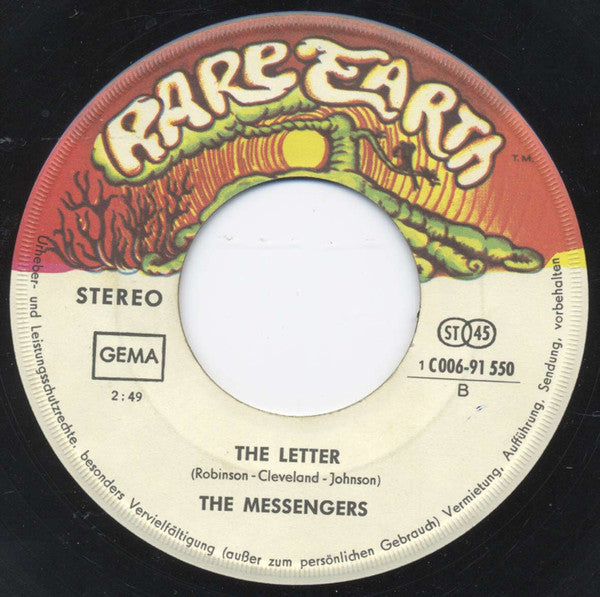 RARE EARTH
T.M.
STEREO
GEMA
2:49
ST 45
1 C006-91 550
B
THE LETTER
(Robinson - Cleveland - Johnson)
THE MESSENGERS
Urheber- und Leistungsschutzrechte, besonders Vervielfältigung (außer zum persönlichen Gebrauch) Vermietung, Aufführung, Sendung, vorbehalten